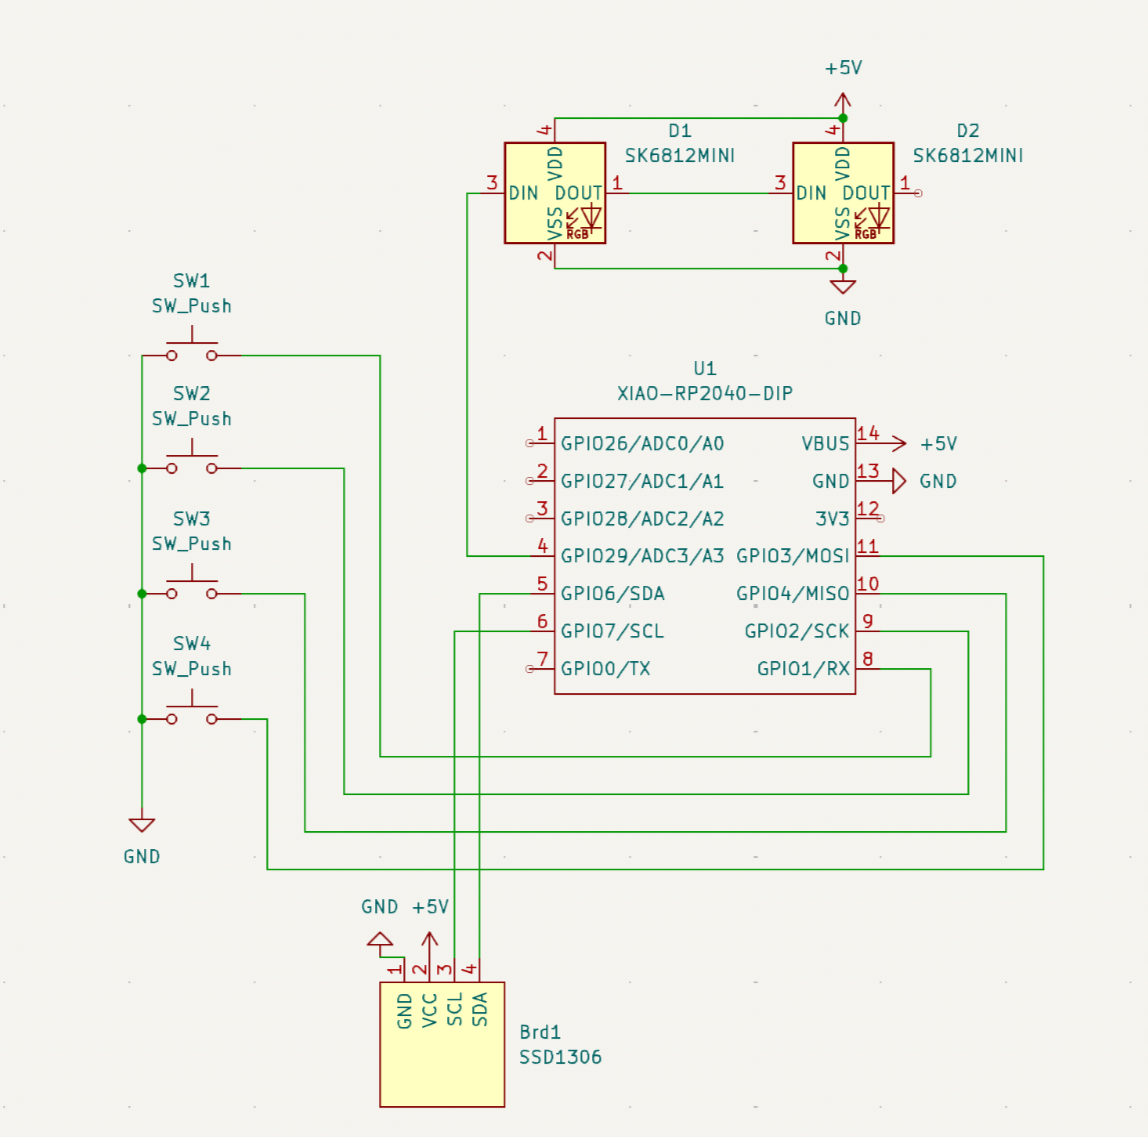 +5V
D1
SK6812MINI
D2
SK6812MINI
4
VDD
3
DIN
DOUT
1
VSS
RGB
2
4
VDD
3
DIN
DOUT
1
VSS
RGB
2
GND
SW1
SW_Push
SW2
SW_Push
SW3
SW_Push
SW4
SW_Push
GND
U1
XIAO-RP2040-DIP
1 GPIO26/ADC0/A0
VBUS 14 +5V
2 GPIO27/ADC1/A1
GND 13 GND
3 GPIO28/ADC2/A2
3V3 12
4 GPIO29/ADC3/A3
GPIO3/MOSI 11
5 GPIO6/SDA
GPIO4/MISO 10
6 GPIO7/SCL
GPIO2/SCK 9
7 GPIO0/TX
GPIO1/RX 8
GND +5V
1 2 3 4
GND VCC SCL SDA
Brd1
SSD1306